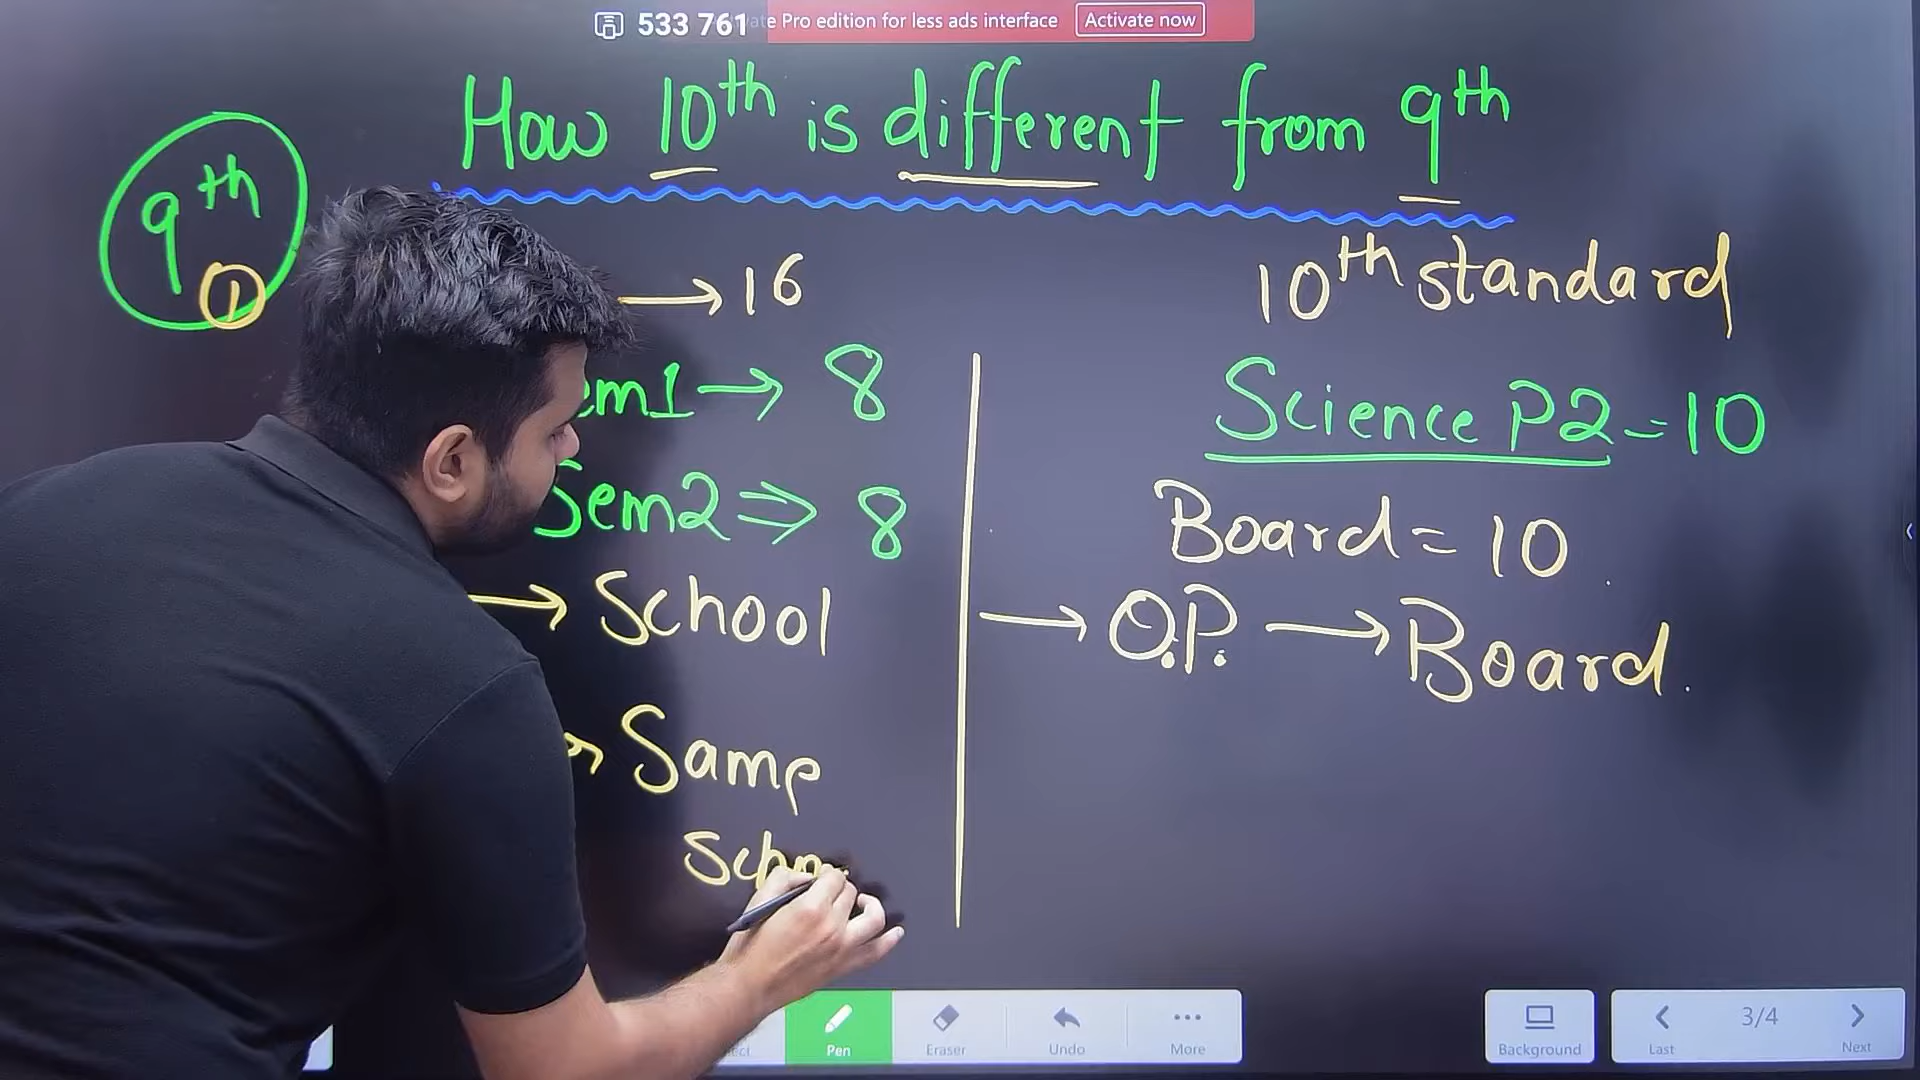 533 761
Pro edition for less ads interface Activate now
How 10th is different from 9th
9th
1
→ 16
10th standard
em1 → 8
Science P2 = 10
Sem2 ⇒ 8
Board = 10
→ School
→ O.P. → Board.
Same
Pen
Eraser
Undo
More
Background
Last
3/4
Next